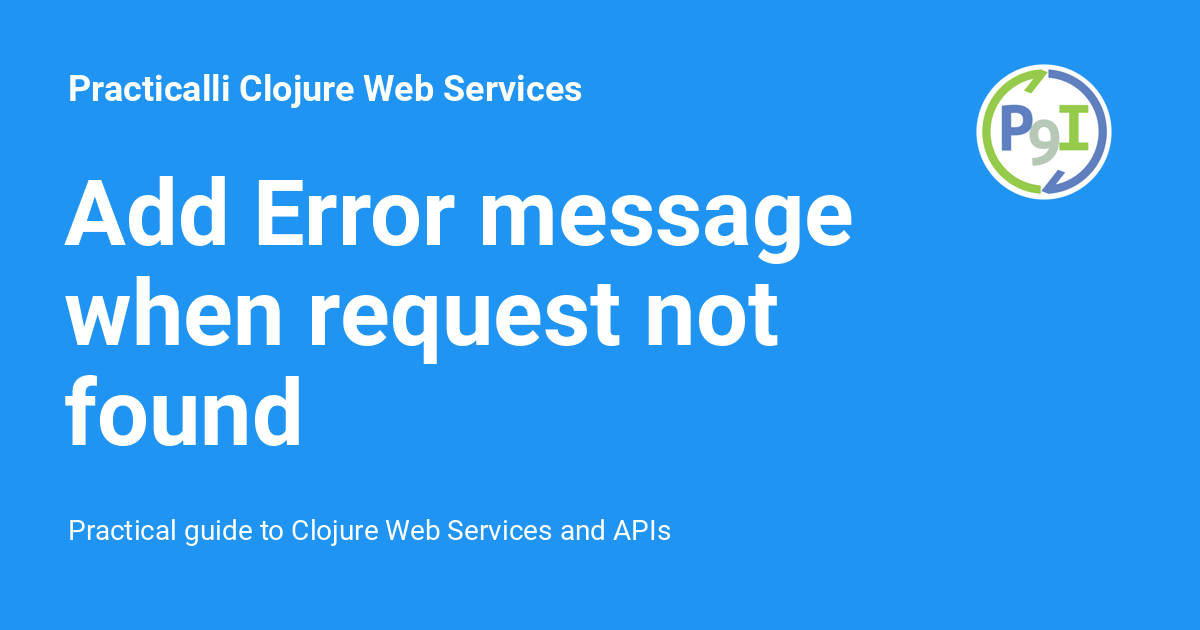 Practicalli Clojure Web Services
P9I
Add Error message
when request not
found
Practical guide to Clojure Web Services and APIs